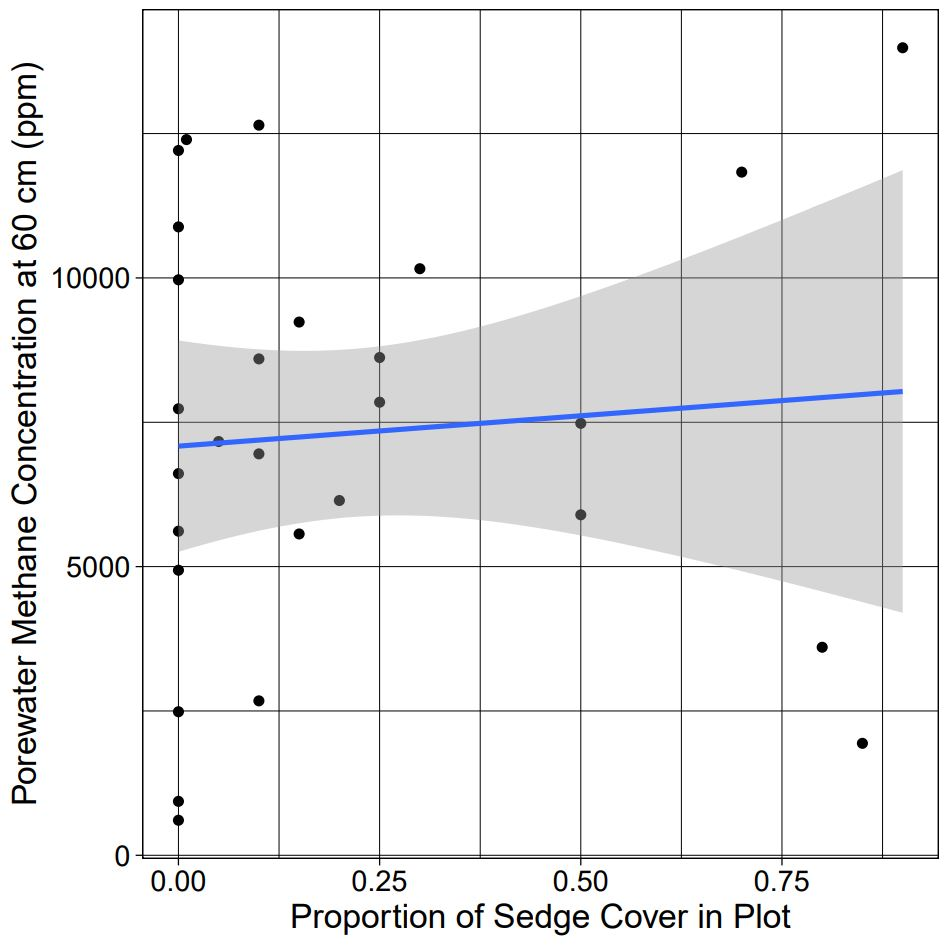 Porewater Methane Concentration at 60 cm (ppm)
10000
5000
0
0.00 0.25 0.50 0.75
Proportion of Sedge Cover in Plot